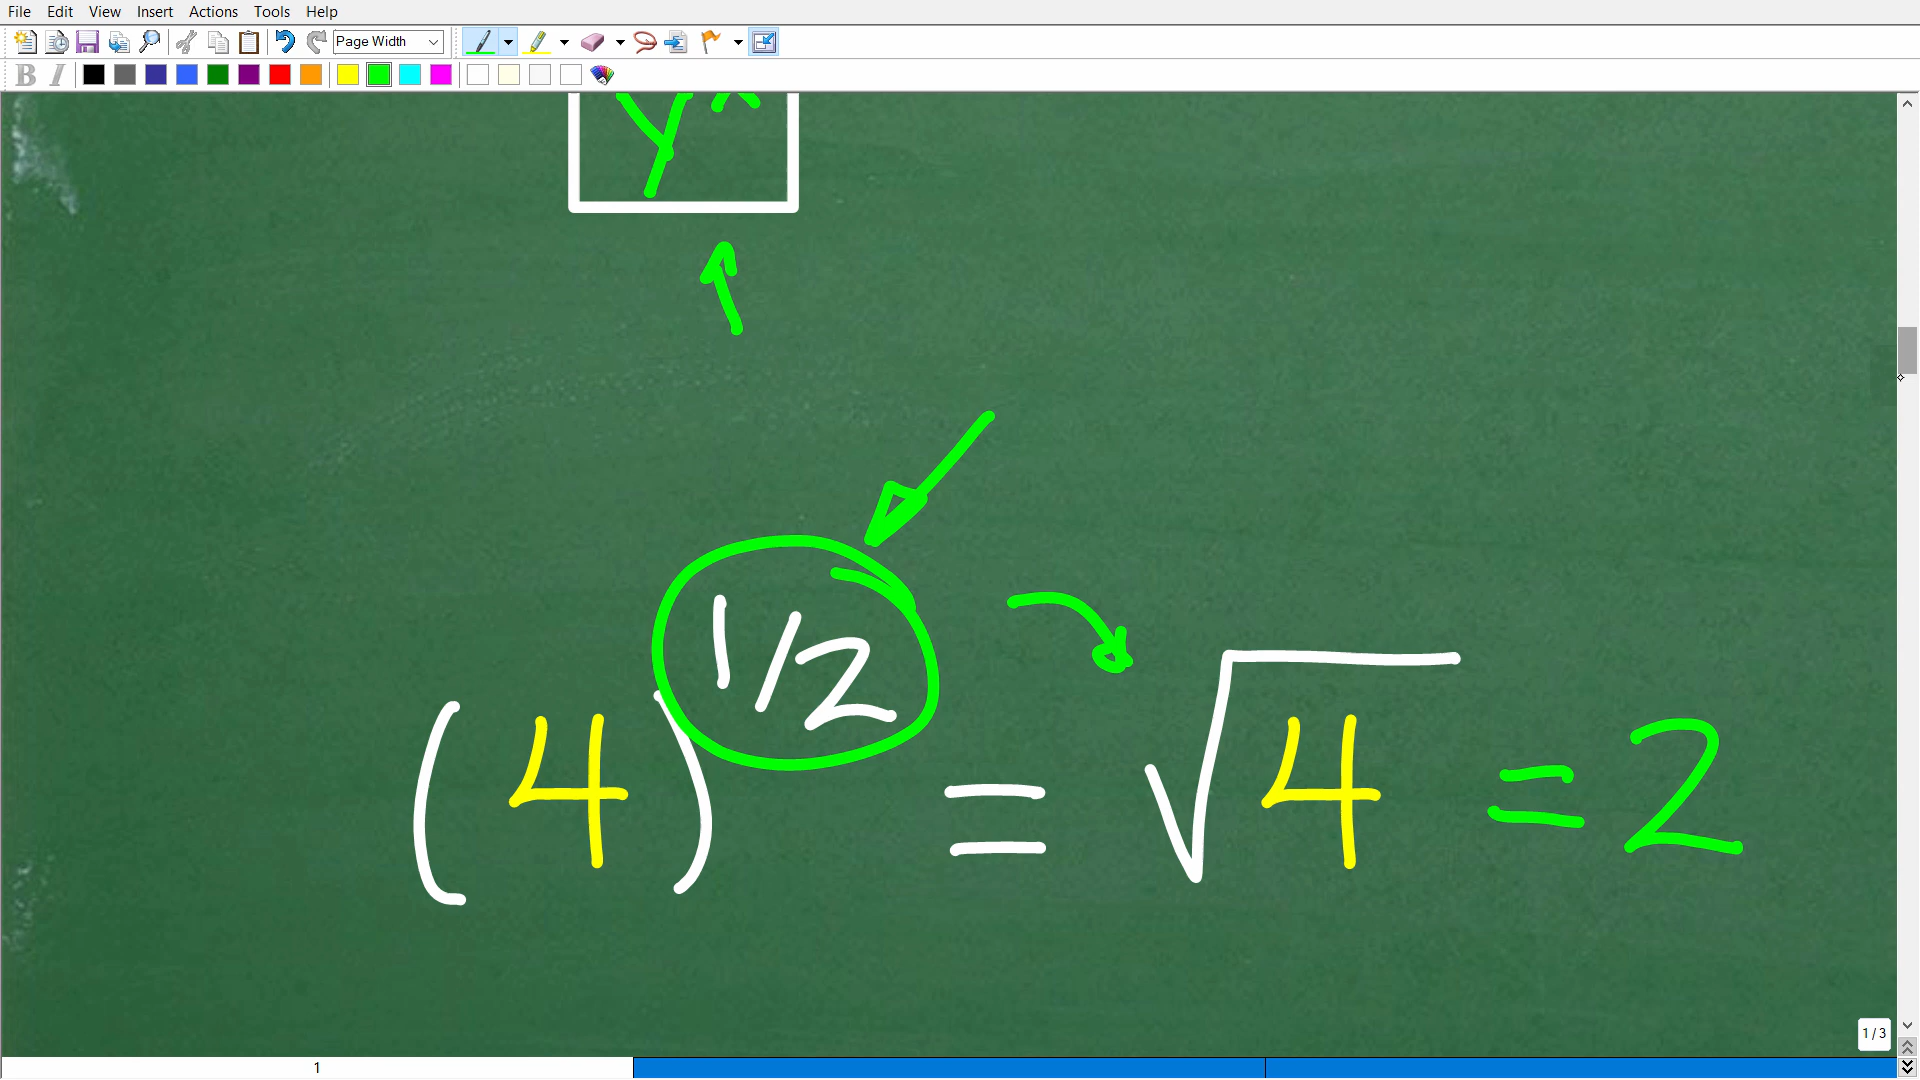 File Edit View Insert Actions Tools Help
Page Width
B I
y x
(4)^1/2 = √4 = 2
1 / 3
1